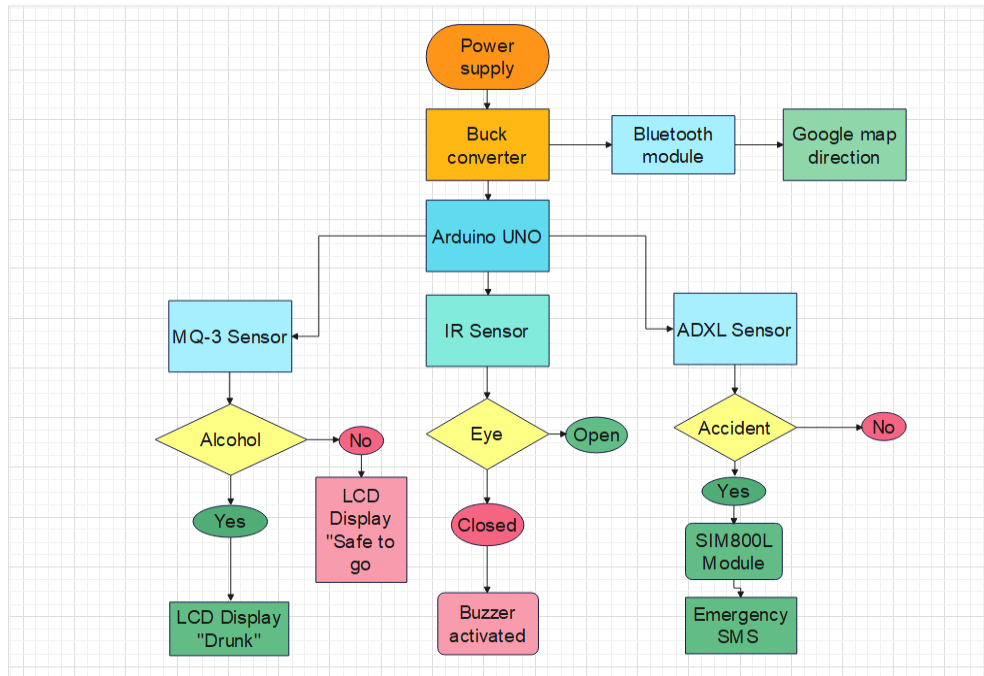 Power
supply
Buck
converter
Bluetooth
module
Google map
direction
Arduino UNO
MQ-3 Sensor
IR Sensor
ADXL Sensor
Alcohol
No
Eye
Open
Accident
No
Yes
LCD
Display
"Safe to
go
Closed
Yes
SIM800L
Module
LCD Display
"Drunk"
Buzzer
activated
Emergency
SMS